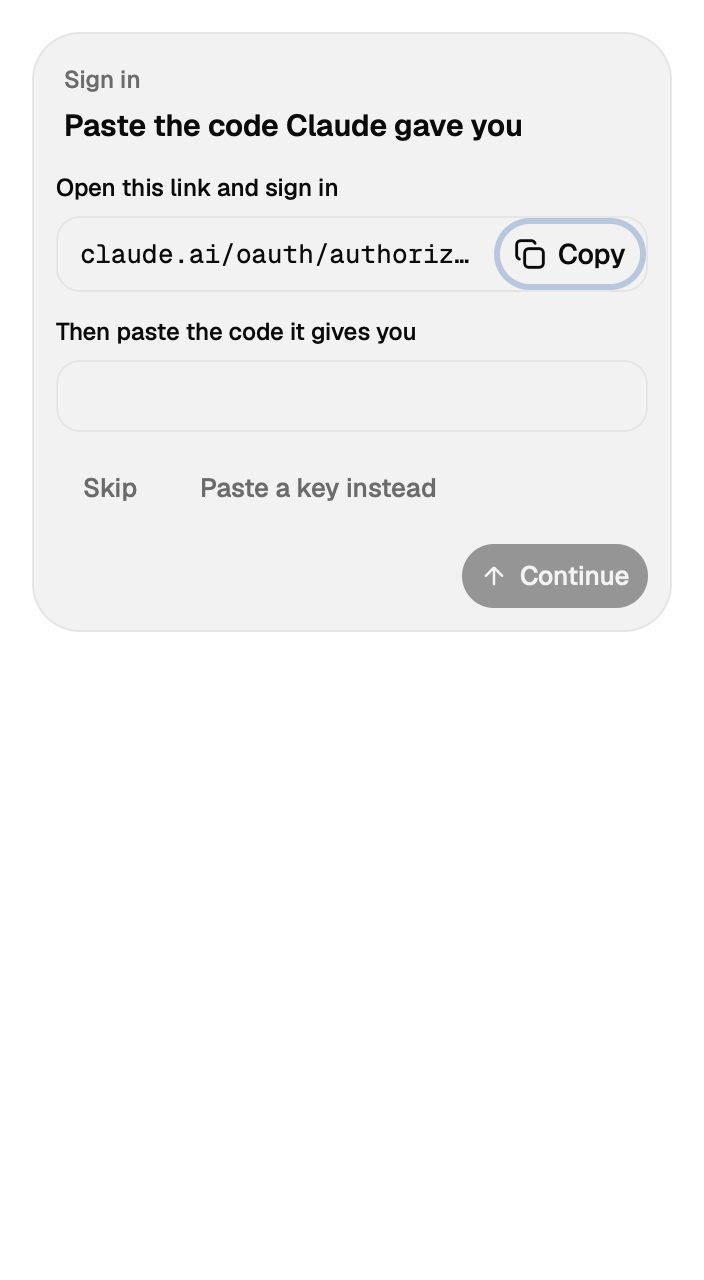 Sign in
Paste the code Claude gave you
Open this link and sign in
claude.ai/oauth/authoriz… Copy
Then paste the code it gives you
Skip Paste a key instead
Continue